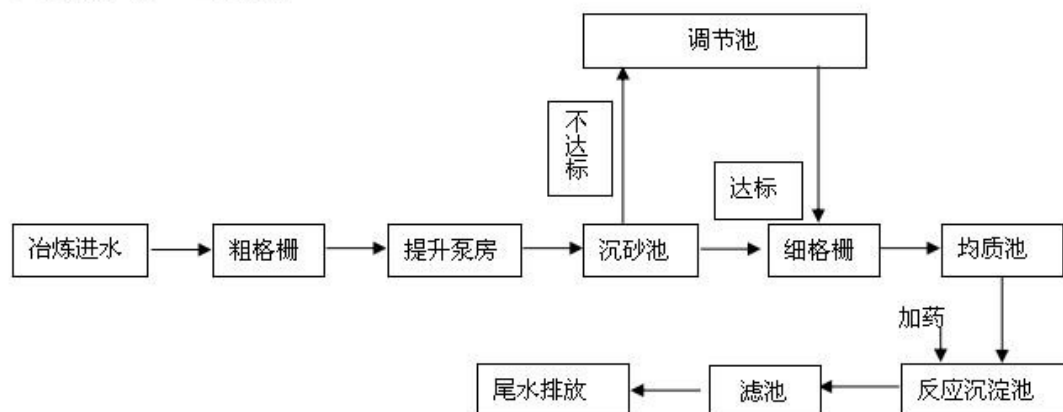 调节池
不达标
达标
冶炼进水
粗格栅
提升泵房
沉砂池
细格栅
均质池
加药
尾水排放
滤池
反应沉淀池